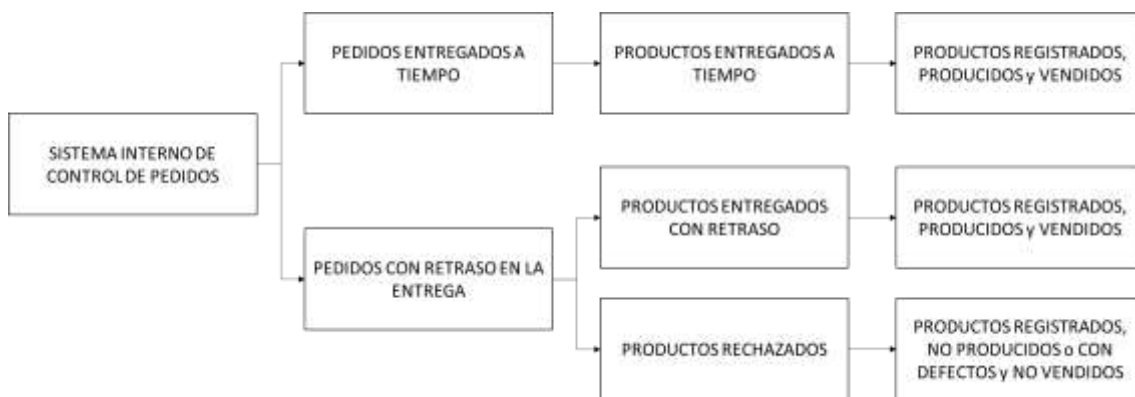 PEDIDOS ENTREGADOS A
TIEMPO
PRODUCTOS ENTREGADOS A
TIEMPO
PRODUCTOS REGISTRADOS,
PRODUCIDOS y VENDIDOS
SISTEMA INTERNO DE
CONTROL DE PEDIDOS
PRODUCTOS ENTREGADOS
CON RETRASO
PRODUCTOS REGISTRADOS,
PRODUCIDOS y VENDIDOS
PEDIDOS CON RETRASO EN LA
ENTREGA
PRODUCTOS RECHAZADOS
PRODUCTOS REGISTRADOS,
NO PRODUCIDOS o CON
DEFECTOS y NO VENDIDOS